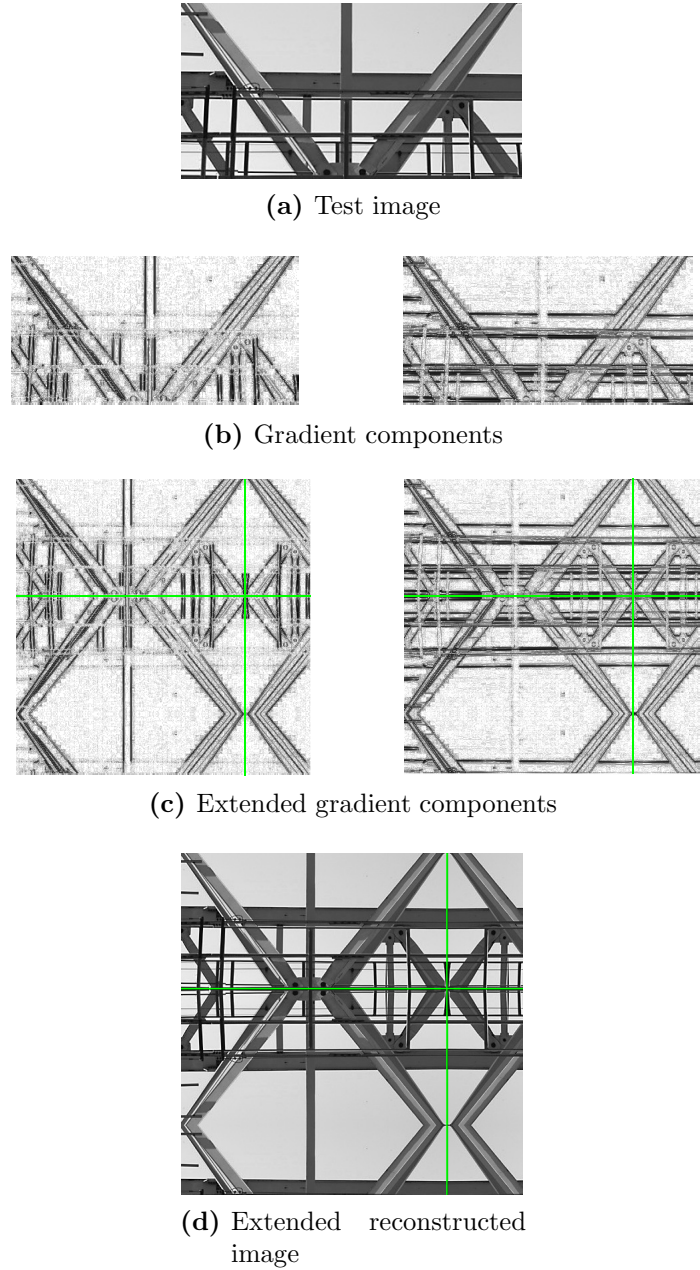 (a) Test image
(b) Gradient components
(c) Extended gradient components
(d) Extended reconstructed
image